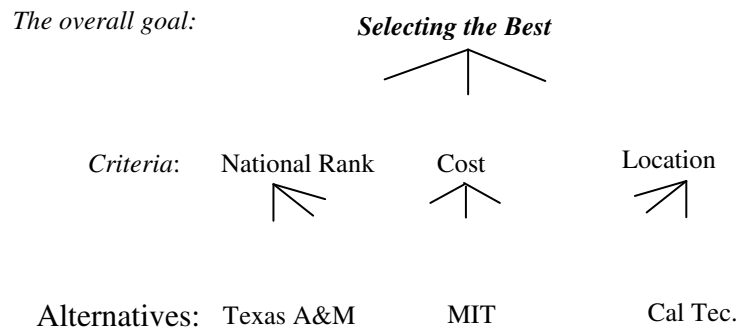 The overall goal: Selecting the Best
Criteria: National Rank Cost Location
Alternatives: Texas A&M MIT Cal Tec.